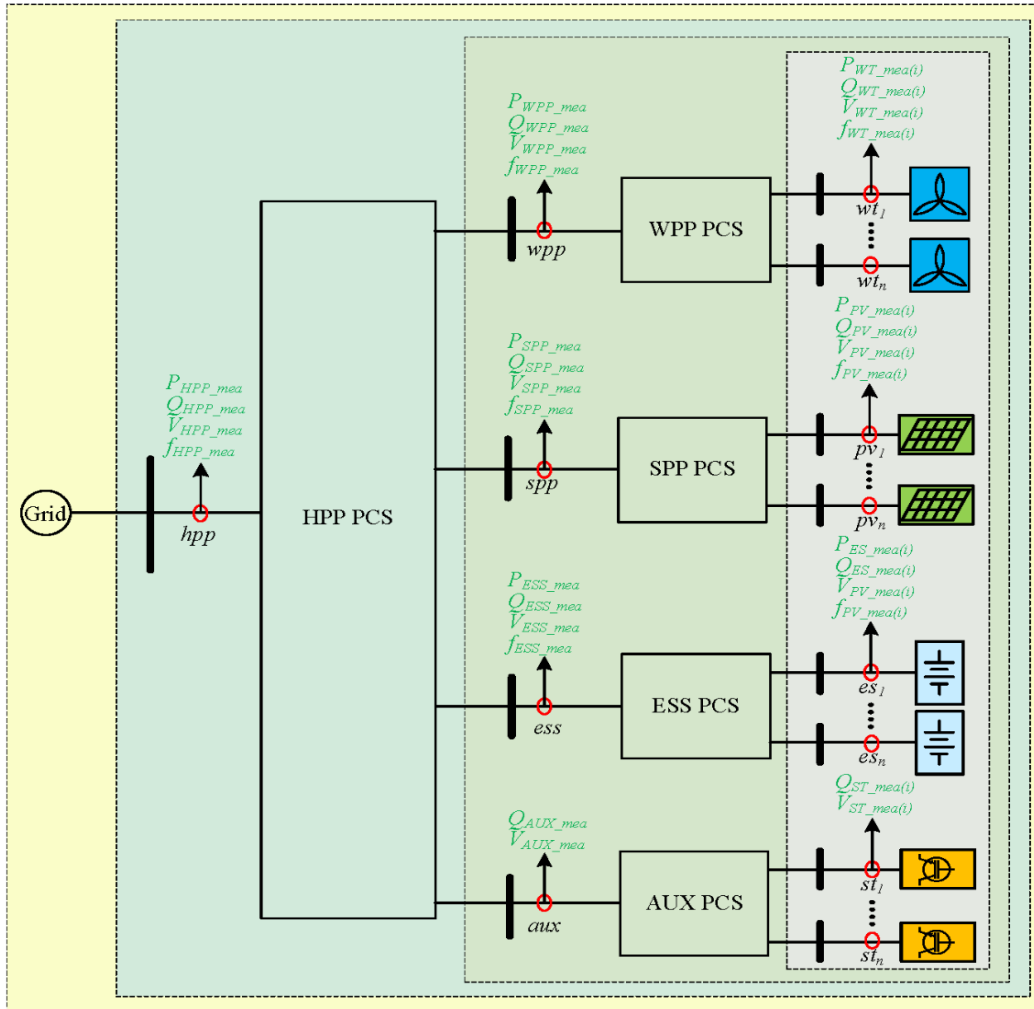 P_WT_mea(i)
Q_WT_mea(i)
V_WT_mea(i)
f_WT_mea(i)
P_WPP_mea
Q_WPP_mea
V_WPP_mea
f_WPP_mea
WPP PCS
wpp
wt_1
wt_n
P_PV_mea(i)
Q_PV_mea(i)
V_PV_mea(i)
f_PV_mea(i)
P_SPP_mea
Q_SPP_mea
V_SPP_mea
f_SPP_mea
SPP PCS
spp
pv_1
pv_n
P_HPP_mea
Q_HPP_mea
V_HPP_mea
f_HPP_mea
Grid
hpp
HPP PCS
P_ES_mea(i)
Q_ES_mea(i)
V_PV_mea(i)
f_PV_mea(i)
P_ESS_mea
Q_ESS_mea
V_ESS_mea
f_ESS_mea
ESS PCS
ess
es_1
es_n
Q_ST_mea(i)
V_ST_mea(i)
Q_AUX_mea
V_AUX_mea
AUX PCS
aux
st_1
st_n